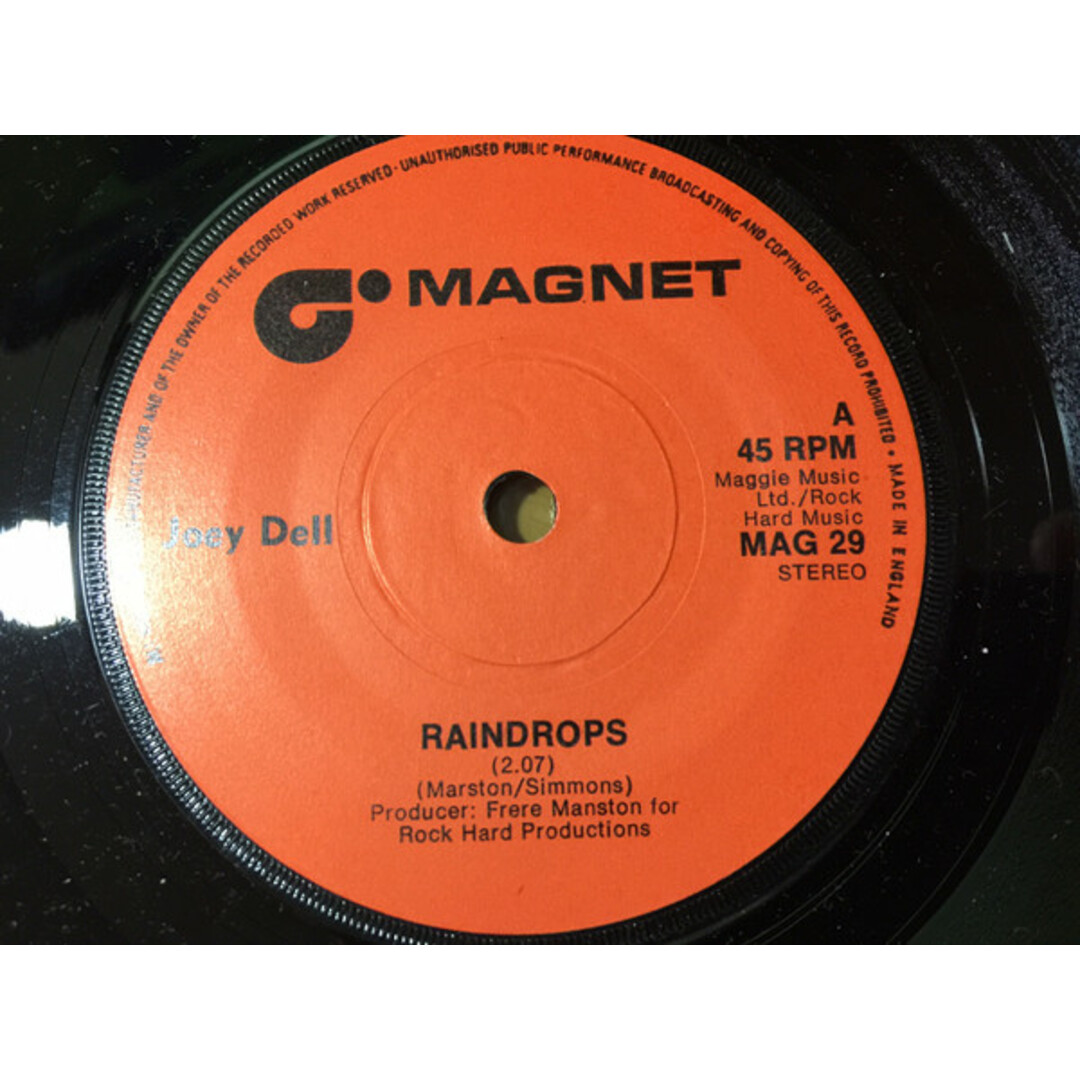 MANUFACTURER AND OF THE OWNER OF THE RECORDED WORK RESERVED · UNAUTHORISED PUBLIC PERFORMANCE BROADCASTING AND COPYING OF THIS RECORD PROHIBITED • MADE IN ENGLAND
MAGNET
A
45 RPM
Maggie Music
Ltd./Rock
Hard Music
MAG 29
STEREO
Joey Dell
RAINDROPS
(2.07)
(Marston/Simmons)
Producer: Frere Manston for
Rock Hard Productions